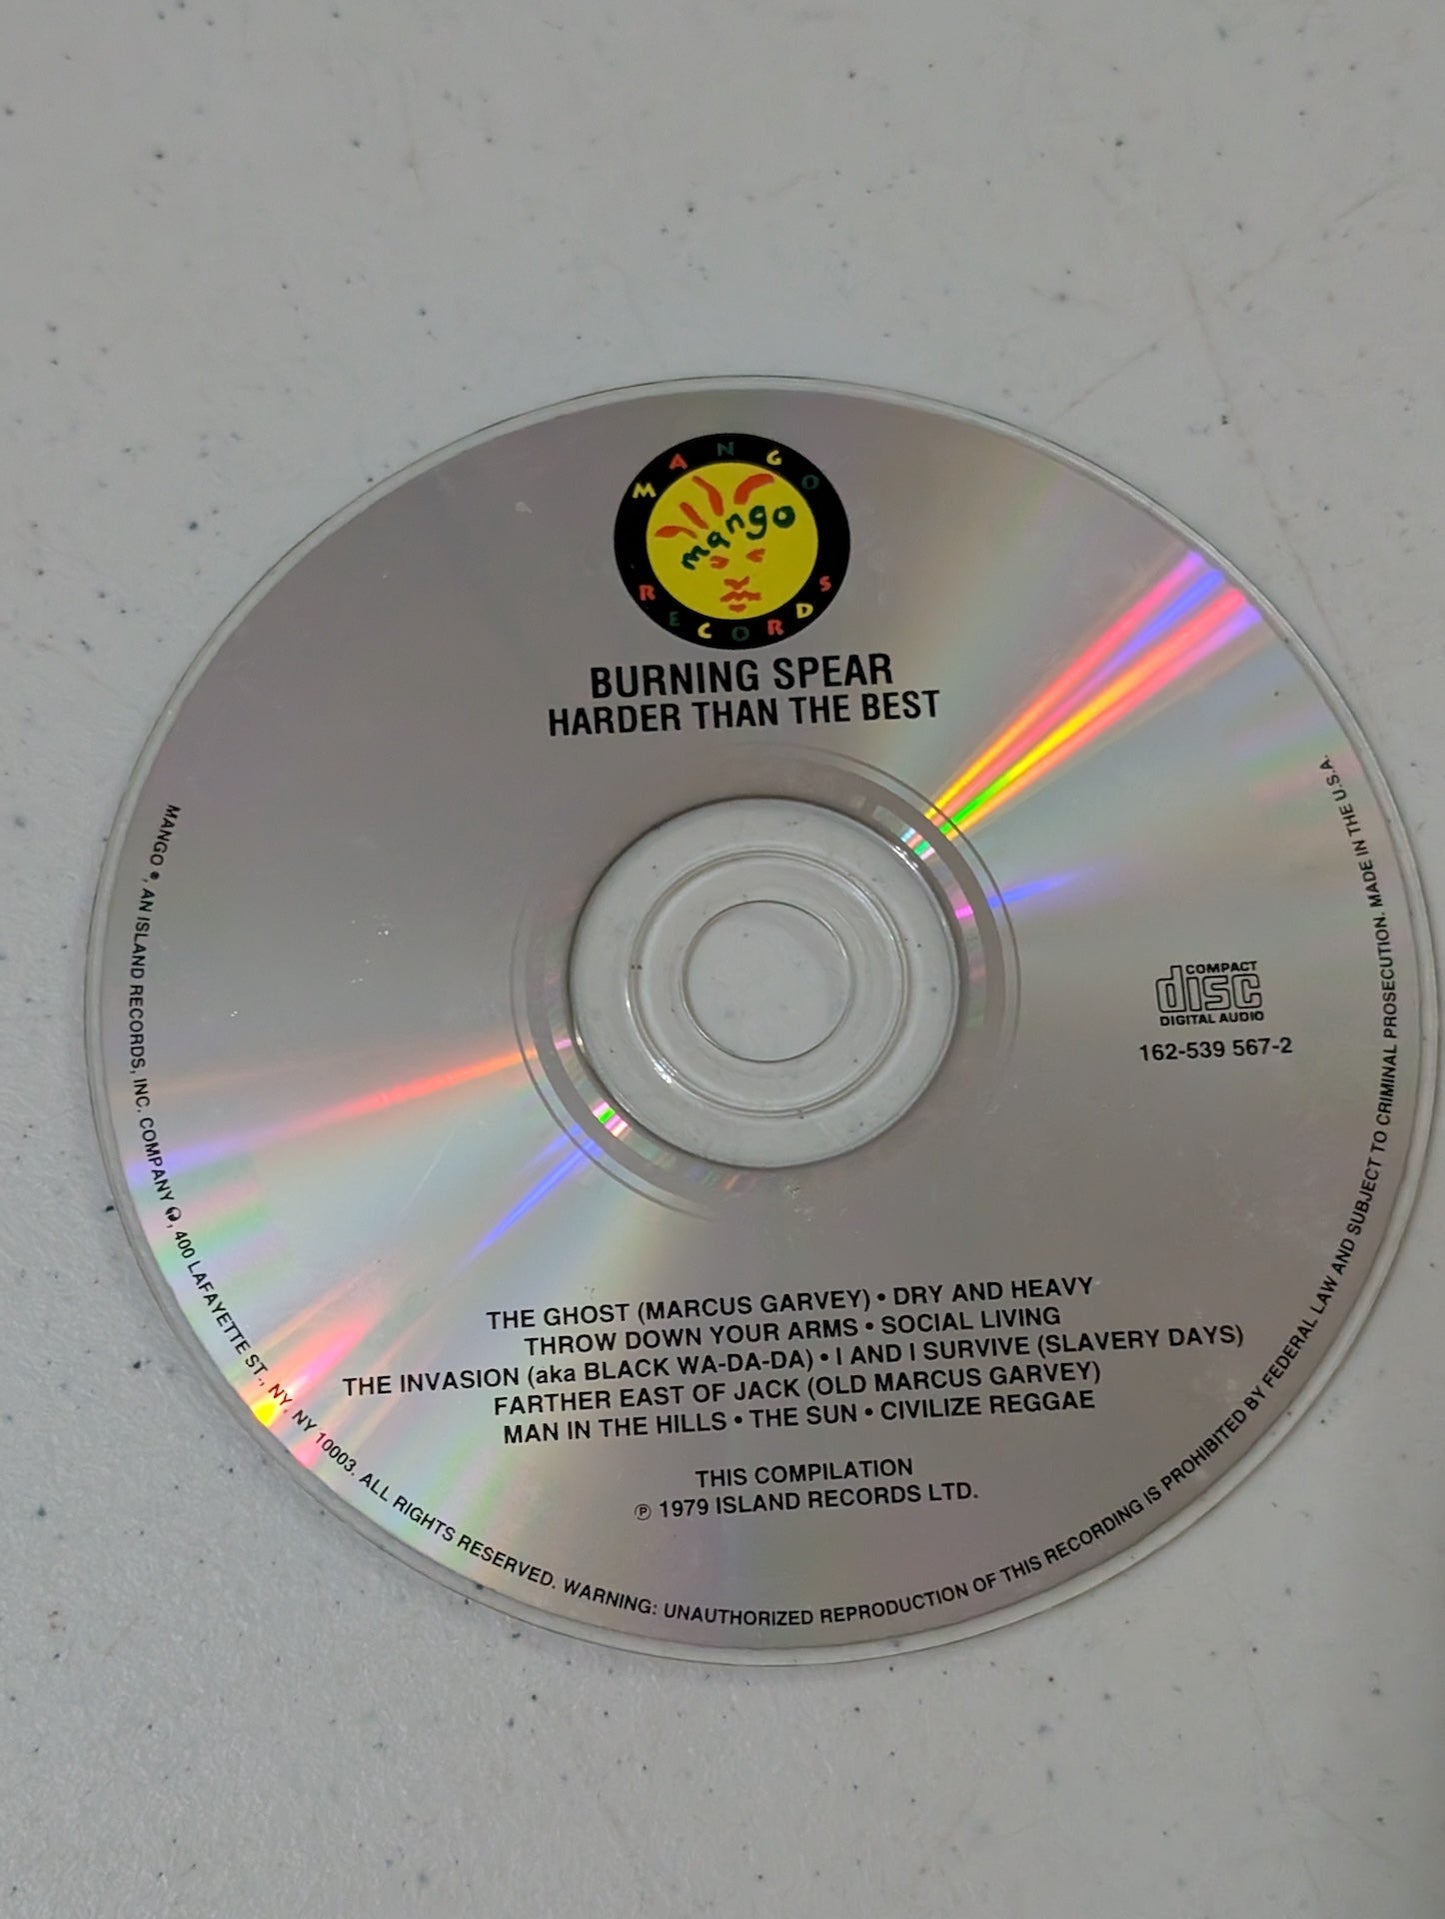 MANGO
RECORDS
mango
BURNING SPEAR
HARDER THAN THE BEST
COMPACT
disc
DIGITAL AUDIO
162-539 567-2
THE GHOST (MARCUS GARVEY) • DRY AND HEAVY
THROW DOWN YOUR ARMS • SOCIAL LIVING
THE INVASION (aka BLACK WA-DA-DA) • I AND I SURVIVE (SLAVERY DAYS)
FARTHER EAST OF JACK (OLD MARCUS GARVEY)
MAN IN THE HILLS • THE SUN • CIVILIZE REGGAE
THIS COMPILATION
℗ 1979 ISLAND RECORDS LTD.
MANGO ®, AN ISLAND RECORDS, INC. COMPANY, 400 LAFAYETTE ST., NY, NY 10003. ALL RIGHTS RESERVED. WARNING: UNAUTHORIZED REPRODUCTION OF THIS RECORDING IS PROHIBITED BY FEDERAL LAW AND SUBJECT TO CRIMINAL PROSECUTION. MADE IN THE U.S.A.